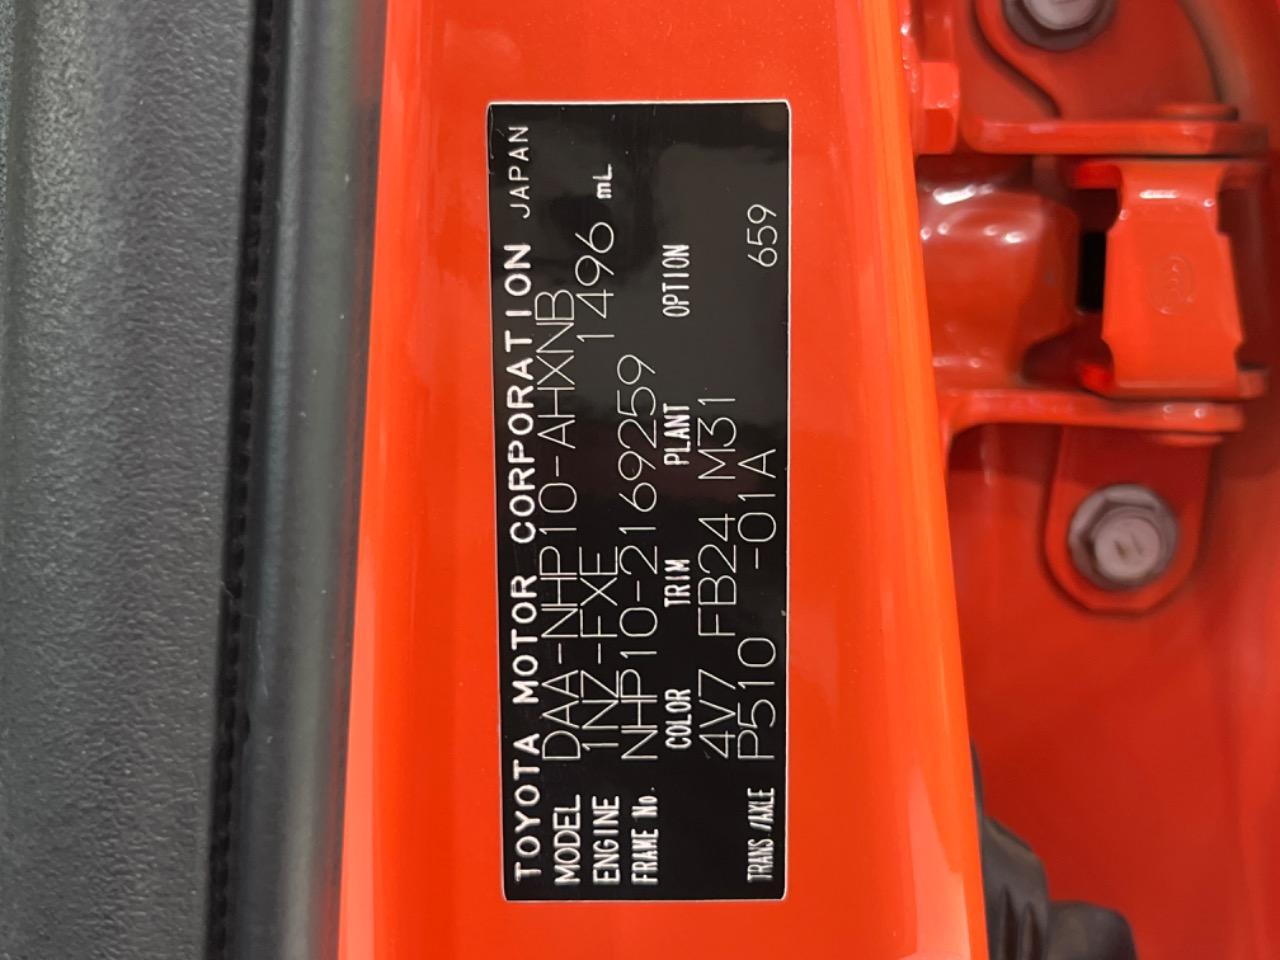 TOYOTA MOTOR CORPORATION JAPAN
MODEL DAA-NHP10-AHXNB
ENGINE 1NZ-FXE 1496 mL
FRAME No. NHP10-2169259
COLOR TRIM PLANT OPTION
4V7 FB24 M31
TRANS/AXLE P510 -01A 659